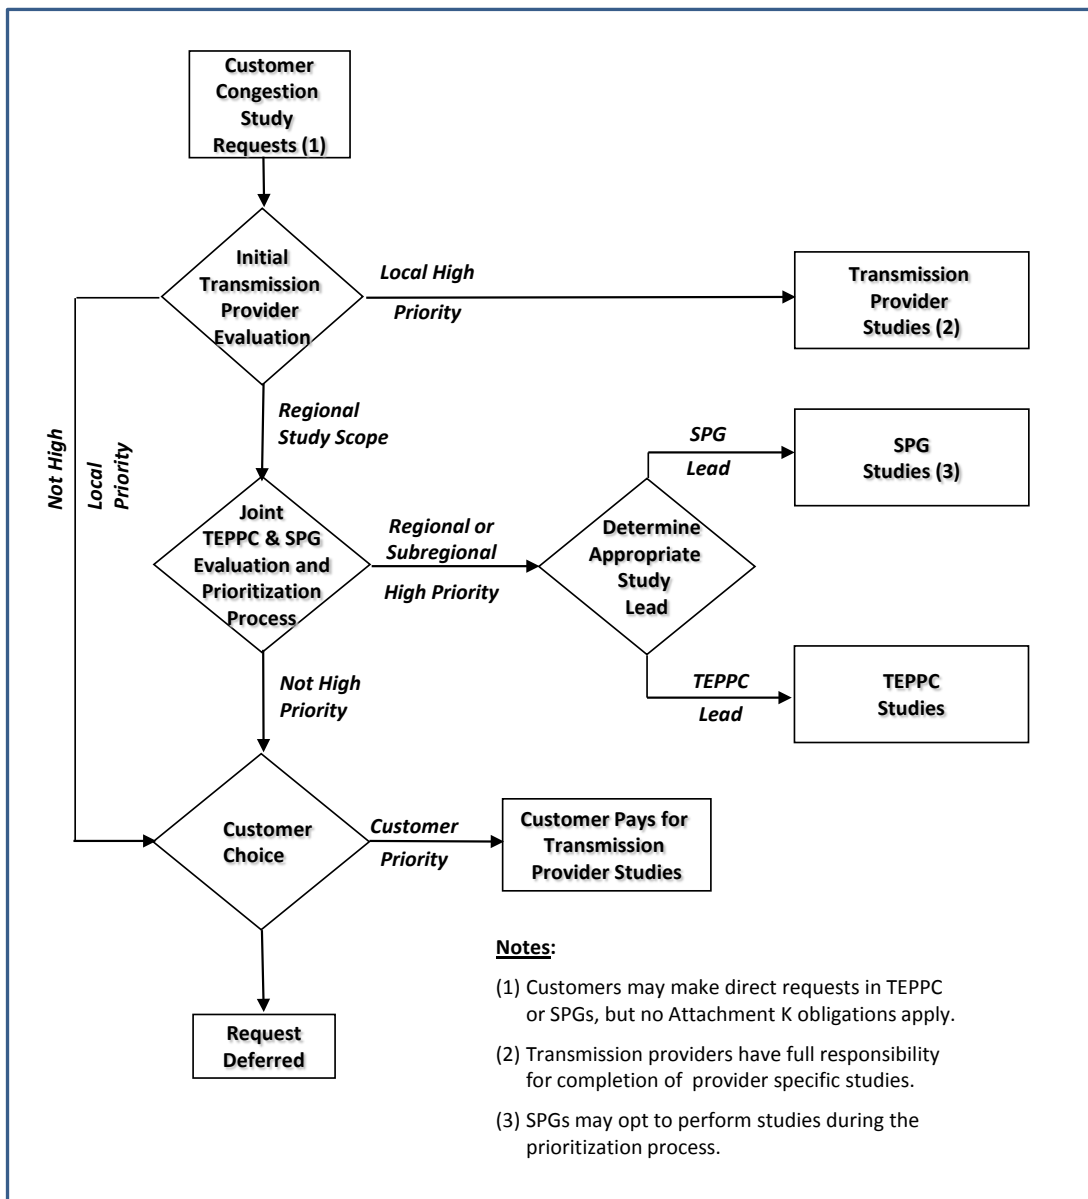 Customer
Congestion
Study
Requests (1)
Initial
Transmission
Provider
Evaluation
Local High
Priority
Transmission
Provider
Studies (2)
Regional
Study Scope
Not High
Local
Priority
SPG
Lead
SPG
Studies (3)
Joint
TEPPC & SPG
Evaluation and
Prioritization
Process
Regional or
Subregional
High Priority
Determine
Appropriate
Study
Lead
TEPPC
Lead
TEPPC
Studies
Not High
Priority
Customer
Choice
Customer
Priority
Customer Pays for
Transmission
Provider Studies
Request
Deferred
Notes:
(1) Customers may make direct requests in TEPPC
or SPGs, but no Attachment K obligations apply.
(2) Transmission providers have full responsibility
for completion of provider specific studies.
(3) SPGs may opt to perform studies during the
prioritization process.